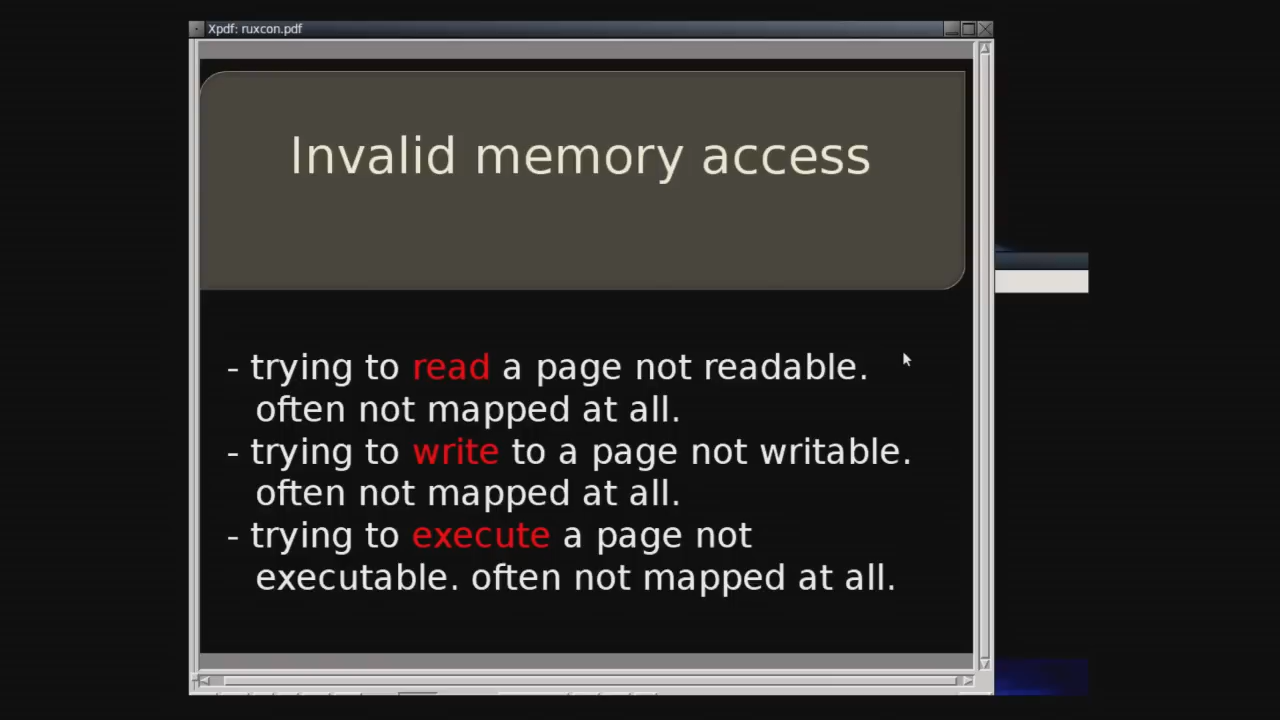 Xpdf: ruxcon.pdf
Invalid memory access
- trying to read a page not readable.
often not mapped at all.
- trying to write to a page not writable.
often not mapped at all.
- trying to execute a page not
executable. often not mapped at all.